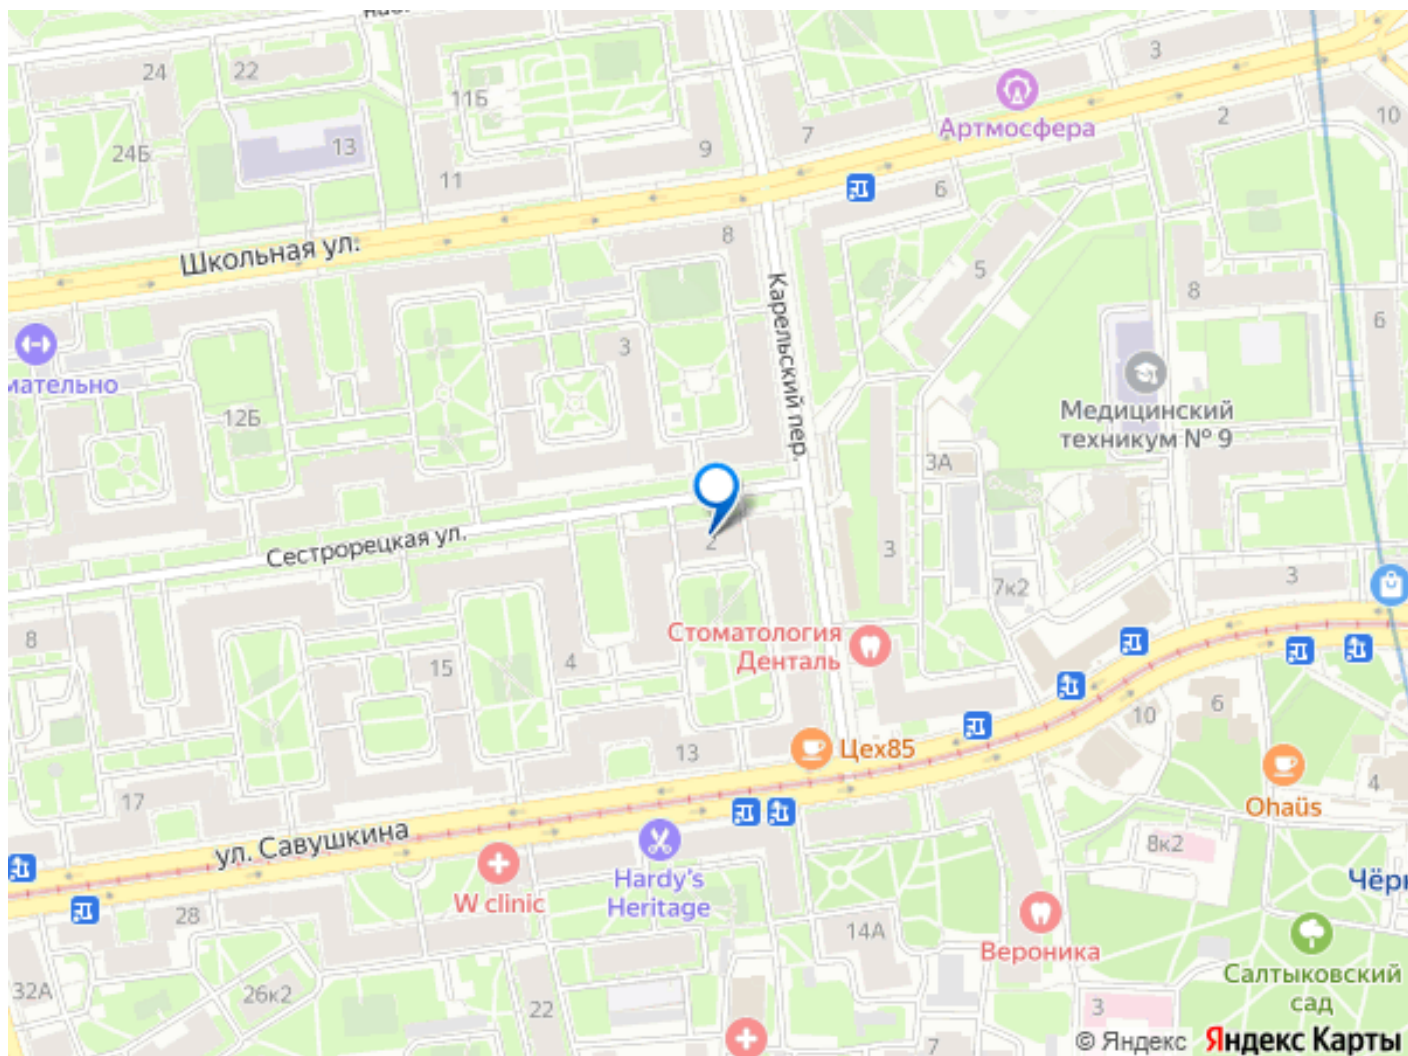 наб.
24
22
11Б
3
Артмосфера
2
10
24Б
13
9
7
11
6
8
Школьная ул.
5
8
6
Карельский пер.
3
мательно
12Б
Медицинский
техникум № 9
3А
Сестрорецкая ул.
2
3
7к2
3
8
Стоматология
Денталь
15
4
6
10
13
Цех85
4
17
Ohaüs
ул. Савушкина
8к2
Hardy's
Heritage
Чёрн
W clinic
28
14А
Вероника
Салтыковский
сад
32А
26к2
22
3
7
© Яндекс Яндекс Карты